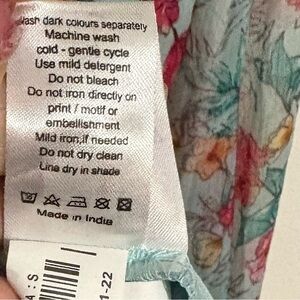 Wash dark colours separately
Machine wash
cold - gentle cycle
Use mild detergent
Do not bleach
Do not iron directly on
print / motif or
embellishment
Mild iron, if needed
Do not dry clean
Line dry in shade
Made in India
A : S
1-22